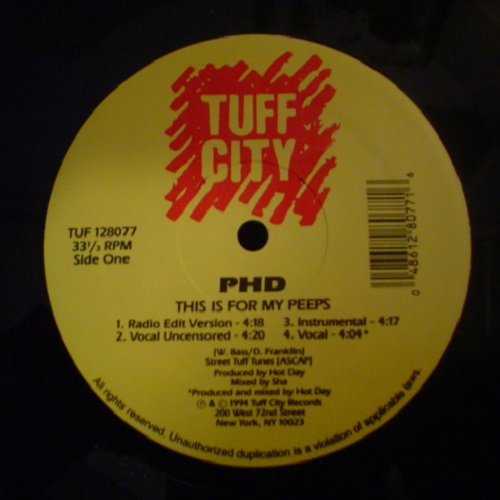 TUFF
CITY
TUF 128077
33⅓ RPM
Side One
0 48612 80771 6
PHD
THIS IS FOR MY PEEPS
1. Radio Edit Version - 4:18 3. Instrumental - 4:17
2. Vocal Uncensored - 4:20 4. Vocal - 4:04*
(W. Bass/D. Franklin)
Street Tuff Tunes (ASCAP)
Produced by Hot Day
Mixed by Sha
*Produced and mixed by Hot Day
℗ & © 1994 Tuff City Records
200 West 72nd Street
New York, NY 10023
All rights reserved. Unauthorized duplication is a violation of applicable laws.